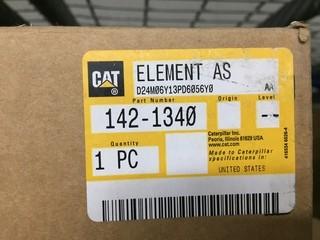 CAT ELEMENT AS
D24M06Y13PD6056Y0 AA
Part Number Origin Level
142-1340 --
Quantity
1 PC
Caterpillar Inc.
Peoria, Illinois 61629 USA
www.cat.com
Made to Caterpillar
specifications in:
UNITED STATES